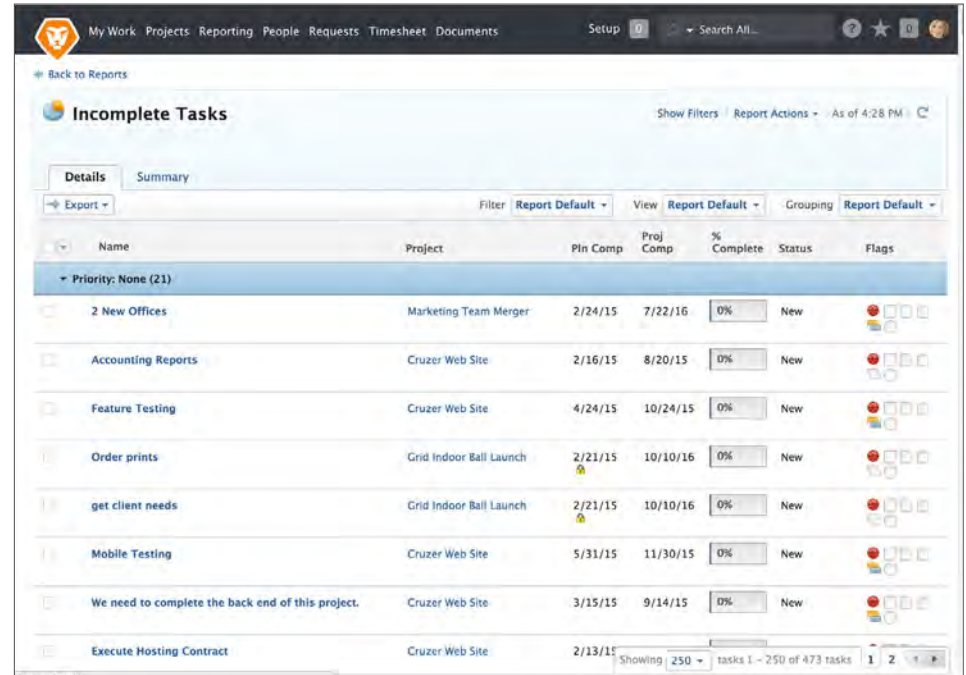 My Work Projects Reporting People Requests Timesheet Documents Setup 0 Search All... ? 0
Back to Reports
Incomplete Tasks Show Filters Report Actions As of 4:28 PM
Details Summary
Export Filter Report Default View Report Default Grouping Report Default
Name Project Pln Comp Proj Comp % Complete Status Flags
Priority: None (21)
2 New Offices Marketing Team Merger 2/24/15 7/22/16 0% New
Accounting Reports Cruzer Web Site 2/16/15 8/20/15 0% New
Feature Testing Cruzer Web Site 4/24/15 10/24/15 0% New
Order prints Grid Indoor Ball Launch 2/21/15 10/10/16 0% New
get client needs Grid Indoor Ball Launch 2/21/15 10/10/16 0% New
Mobile Testing Cruzer Web Site 5/31/15 11/30/15 0% New
We need to complete the back end of this project. Cruzer Web Site 3/15/15 9/14/15 0% New
Execute Hosting Contract Cruzer Web Site 2/13/15
Showing 250 tasks 1 - 250 of 473 tasks 1 2